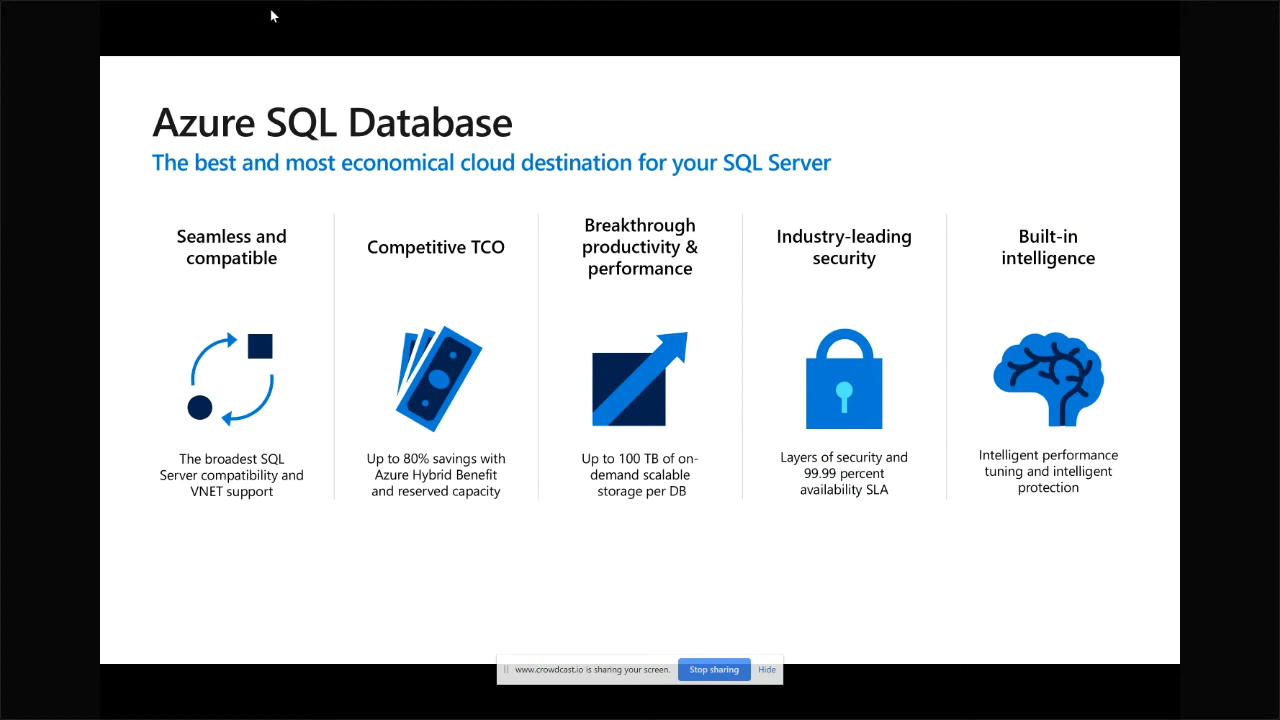 Azure SQL Database
The best and most economical cloud destination for your SQL Server
Seamless and
compatible
The broadest SQL
Server compatibility and
VNET support
Competitive TCO
Up to 80% savings with
Azure Hybrid Benefit
and reserved capacity
Breakthrough
productivity &
performance
Up to 100 TB of on-
demand scalable
storage per DB
Industry-leading
security
Layers of security and
99.99 percent
availability SLA
Built-in
intelligence
Intelligent performance
tuning and intelligent
protection
www.crowdcast.io is sharing your screen. Stop sharing Hide